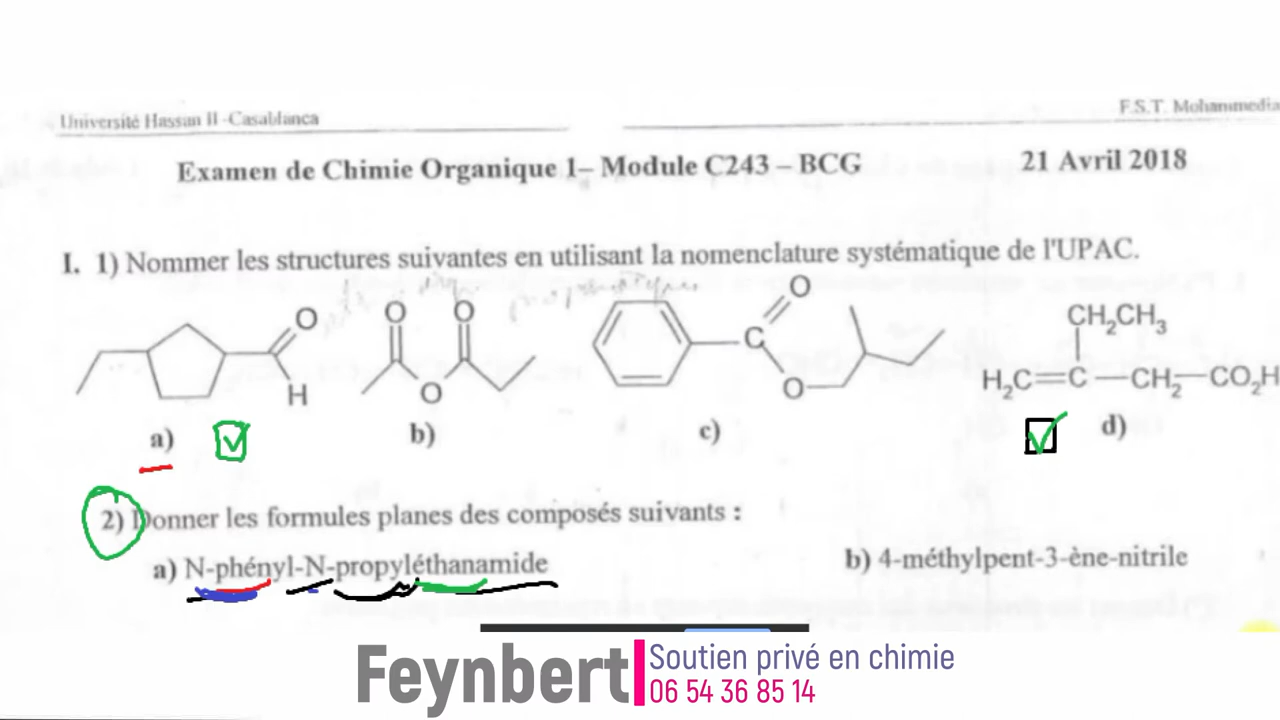 Université Hassan II -Casablanca
F.S.T. Mohammedia
Examen de Chimie Organique 1- Module C243 - BCG
21 Avril 2018
I. 1) Nommer les structures suivantes en utilisant la nomenclature systématique de l'UPAC.
O O O O CH2CH3
H O C O H2C=C-CH2-CO2H
a) b) c) d)
2) Donner les formules planes des composés suivants :
a) N-phényl-N-propyléthanamide b) 4-méthylpent-3-ène-nitrile
Feynbert
Soutien privé en chimie
06 54 36 85 14